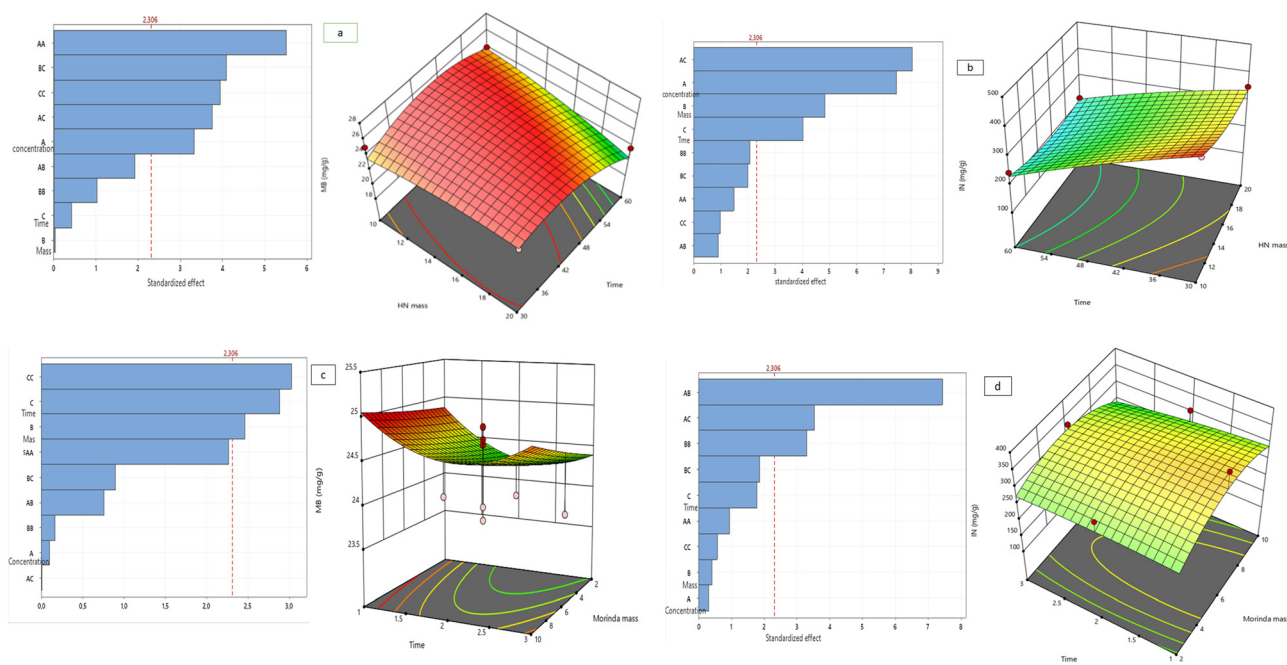 2,306
a
AA
BC
CC
AC
A
concentration
AB
BB
C
Time
B
Mass
0
1
2
3
4
5
6
Standardized effect
28
26
24
22
20
18
16
MB (mg/g)
10
12
14
16
18
20
HN mass
30
36
42
48
54
60
Time
2,306
b
AC
A
concentration
B
Mass
C
Tme
BB
BC
AA
CC
AB
0
1
2
3
4
5
6
7
8
9
standardized effect
500
400
300
200
100
IN (mg/g)
60
54
48
42
36
30
Time
10
12
14
16
18
20
HN mass
2,306
c
CC
C
Time
B
Mas
AA
BC
AB
BB
A
Concentration
AC
0,0
0,5
1,0
1,5
2,0
2,5
3,0
25.5
25
24.5
24
23.5
MB (mg/g)
1
1.5
2
2.5
3
Time
10
8
6
4
2
Morinda mass
2,306
d
AB
AC
BB
BC
C
Time
AA
CC
B
Mass
A
Concentration
0
1
2
3
4
5
6
7
8
Standardized effect
400
350
300
250
200
150
100
IN (mg/g)
3
2.5
2
1.5
1
Time
2
4
6
8
10
Morinda mass